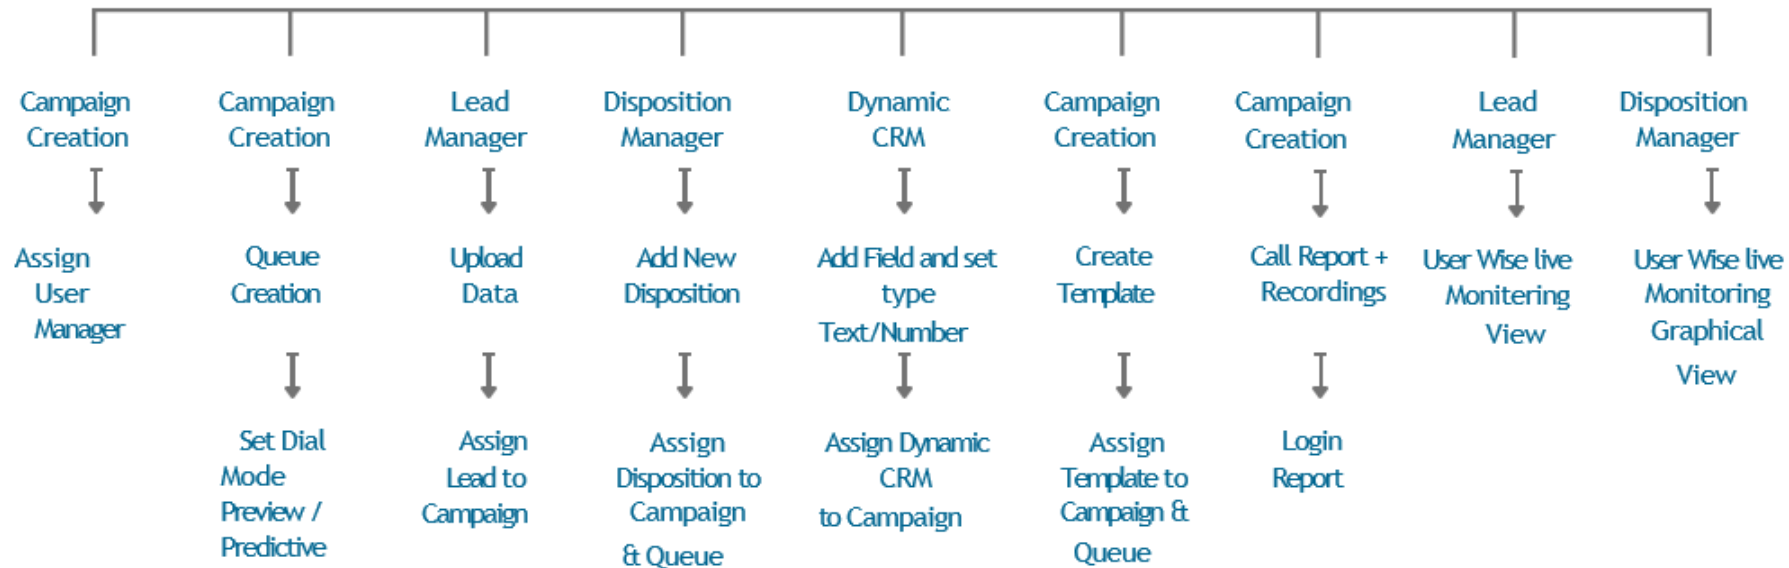 Campaign
Creation
Assign
User
Manager
Campaign
Creation
Queue
Creation
Set Dial
Mode
Preview /
Predictive
Lead
Manager
Upload
Data
Assign
Lead to
Campaign
Disposition
Manager
Add New
Disposition
Assign
Disposition to
Campaign
& Queue
Dynamic
CRM
Add Field and set
type
Text/Number
Assign Dynamic
CRM
to Campaign
Campaign
Creation
Create
Template
Assign
Template to
Campaign &
Queue
Campaign
Creation
Call Report +
Recordings
Login
Report
Lead
Manager
User Wise live
Monitering
View
Disposition
Manager
User Wise live
Monitoring
Graphical
View